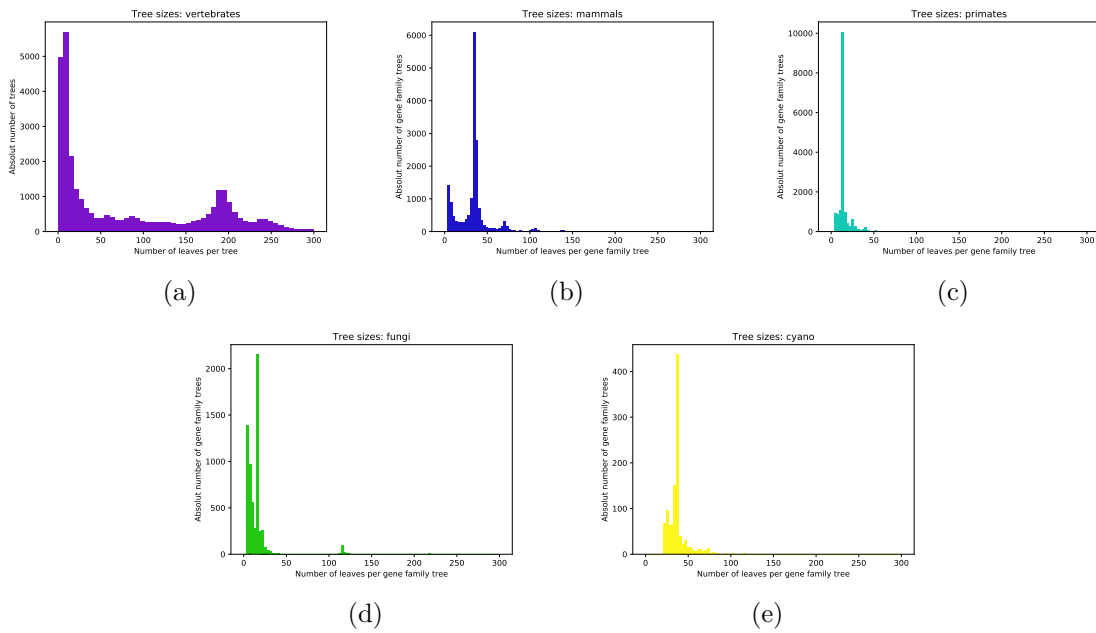 Tree sizes: vertebrates
Absolut number of trees
5000
4000
3000
2000
1000
0
0 50 100 150 200 250 300
Number of leaves per tree
(a)
Tree sizes: mammals
Absolut number of gene family trees
6000
5000
4000
3000
2000
1000
0
0 50 100 150 200 250 300
Number of leaves per gene family tree
(b)
Tree sizes: primates
Absolut number of gene family trees
10000
8000
6000
4000
2000
0
0 50 100 150 200 250 300
Number of leaves per gene family tree
(c)
Tree sizes: fungi
Absolut number of gene family trees
2000
1500
1000
500
0
0 50 100 150 200 250 300
Number of leaves per gene family tree
(d)
Tree sizes: cyano
Absolut number of gene family trees
400
300
200
100
0
0 50 100 150 200 250 300
Number of leaves per gene family tree
(e)